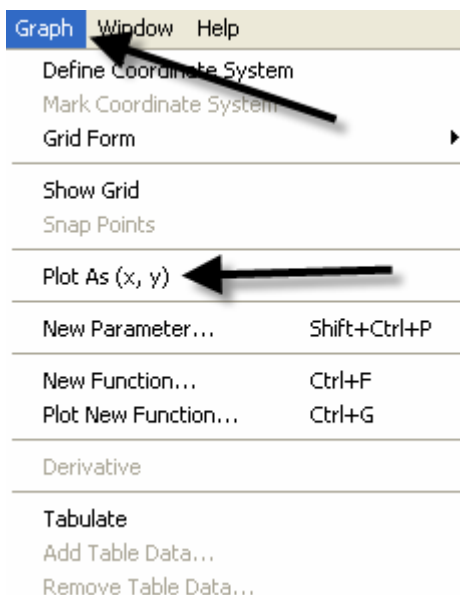 Graph Window Help
Define Coordinate System
Mark Coordinate System
Grid Form
Show Grid
Snap Points
Plot As (x, y)
New Parameter... Shift+Ctrl+P
New Function... Ctrl+F
Plot New Function... Ctrl+G
Derivative
Tabulate
Add Table Data...
Remove Table Data...